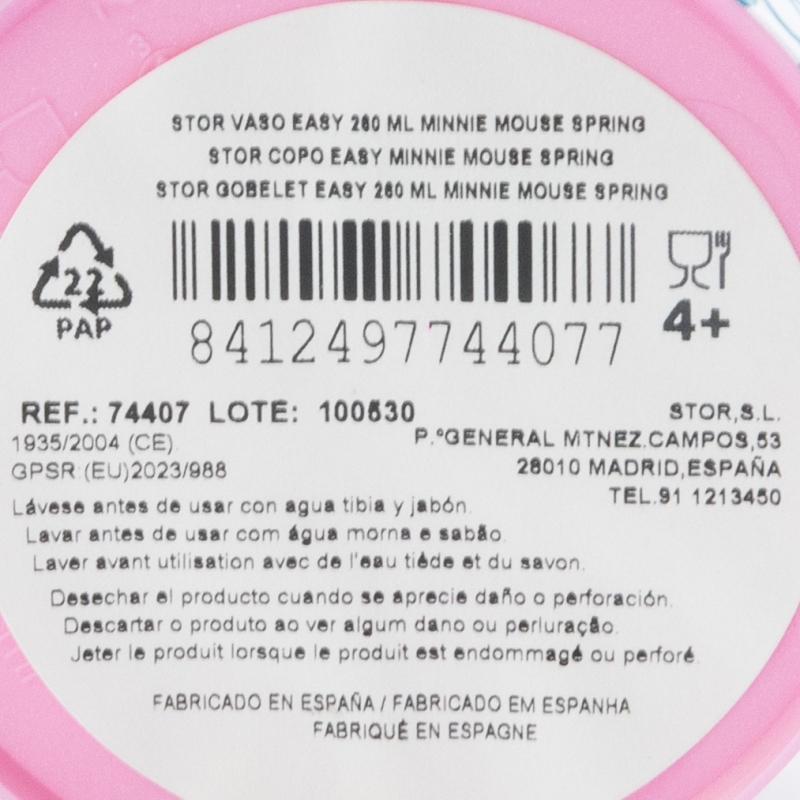 STOR VASO EASY 260 ML MINNIE MOUSE SPRING
STOR COPO EASY MINNIE MOUSE SPRING
STOR GOBELET EASY 260 ML MINNIE MOUSE SPRING
22
PAP
8412497744077
4+
REF.: 74407 LOTE: 100530
1935/2004 (CE)
GPSR (EU)2023/988
STOR,S.L.
P.ºGENERAL MTNEZ.CAMPOS,53
28010 MADRID,ESPAÑA
TEL.91 1213450
Lávese antes de usar con agua tibia y jabón.
Lavar antes de usar com água morna e sabão.
Laver avant utilisation avec de l'eau tiéde et du savon.
Desechar el producto cuando se aprecie daño o perforación.
Descartar o produto ao ver algum dano ou perluração.
Jeter le produit lorsque le produit est endommagé ou perforé.
FABRICADO EN ESPAÑA / FABRICADO EM ESPANHA
FABRIQUÉ EN ESPAGNE